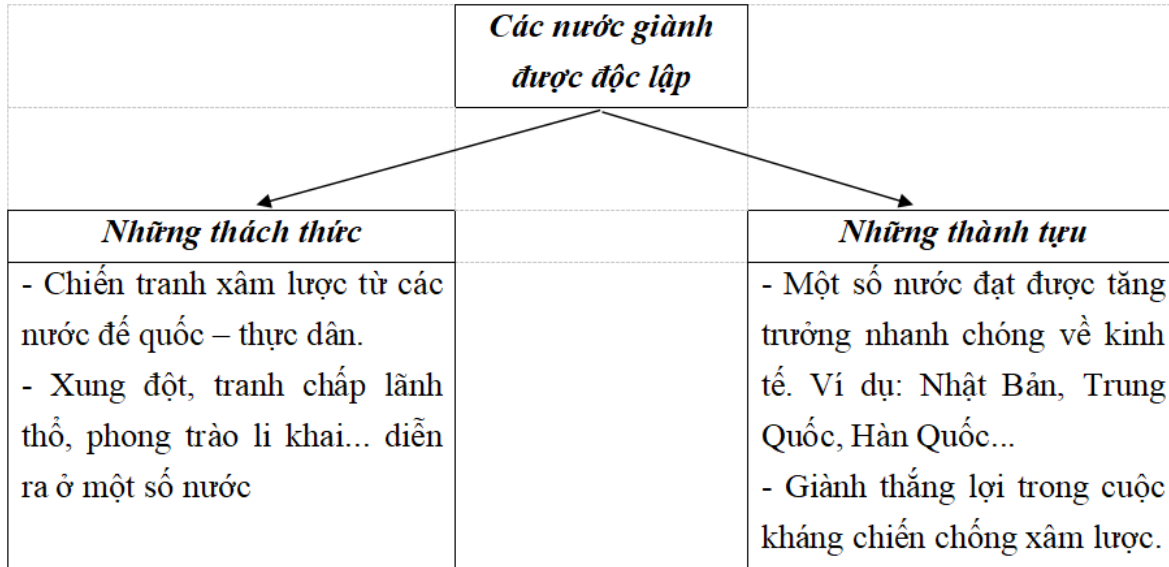 Các nước giành
được độc lập
Những thách thức
- Chiến tranh xâm lược từ các
nước đế quốc – thực dân.
- Xung đột, tranh chấp lãnh
thổ, phong trào li khai... diễn
ra ở một số nước
Những thành tựu
- Một số nước đạt được tăng
trưởng nhanh chóng về kinh
tế. Ví dụ: Nhật Bản, Trung
Quốc, Hàn Quốc...
- Giành thắng lợi trong cuộc
kháng chiến chống xâm lược.